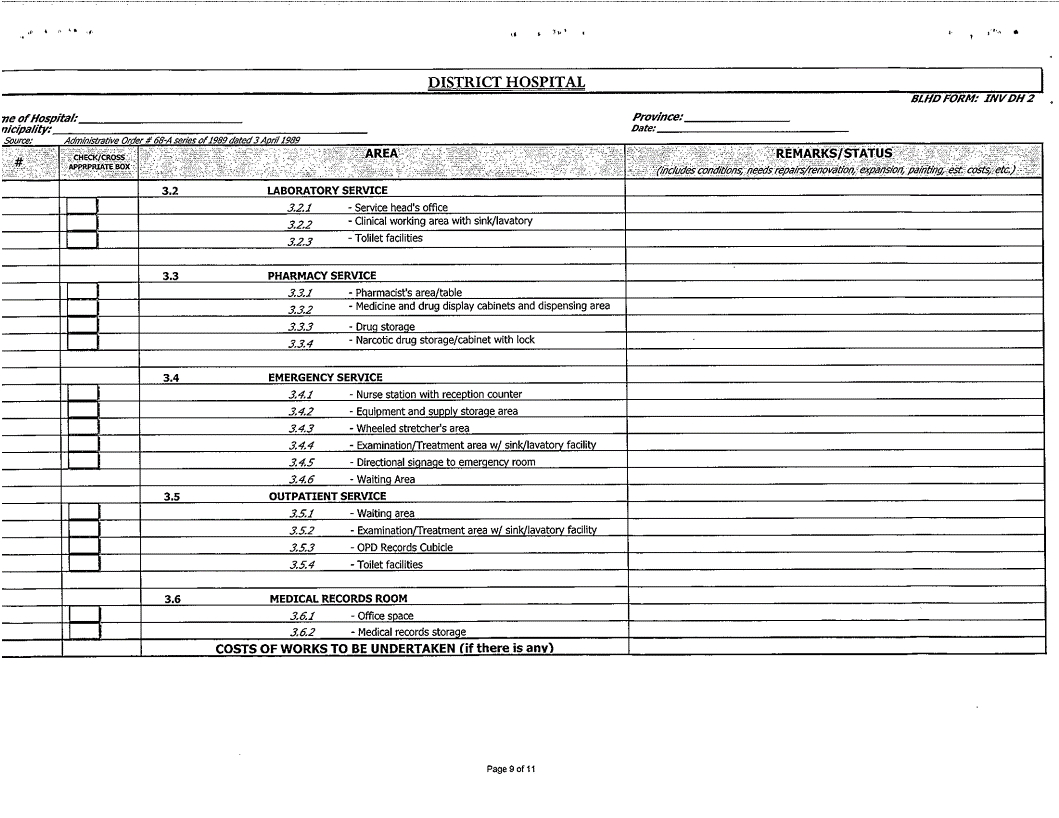 DISTRICT HOSPITAL
BLHD FORM: INV DH 2
ne of Hospital:
Province:
nicipality:
Date:
Source: Administrative Order # 68-A series of 1989 dated 3 April 1989
# CHECK/CROSS APPRPRIATE BOX AREA REMARKS/STATUS
(Includes conditions, needs repairs/renovation, expansion, painting, est. costs, etc.)
3.2 LABORATORY SERVICE
3.2.1 - Service head's office
3.2.2 - Clinical working area with sink/lavatory
3.2.3 - Tolilet facilities
3.3 PHARMACY SERVICE
3.3.1 - Pharmacist's area/table
3.3.2 - Medicine and drug display cabinets and dispensing area
3.3.3 - Drug storage
3.3.4 - Narcotic drug storage/cabinet with lock
3.4 EMERGENCY SERVICE
3.4.1 - Nurse station with reception counter
3.4.2 - Equipment and supply storage area
3.4.3 - Wheeled stretcher's area
3.4.4 - Examination/Treatment area w/ sink/lavatory facility
3.4.5 - Directional signage to emergency room
3.4.6 - Waiting Area
3.5 OUTPATIENT SERVICE
3.5.1 - Waiting area
3.5.2 - Examination/Treatment area w/ sink/lavatory facility
3.5.3 - OPD Records Cubicle
3.5.4 - Toilet facilities
3.6 MEDICAL RECORDS ROOM
3.6.1 - Office space
3.6.2 - Medical records storage
COSTS OF WORKS TO BE UNDERTAKEN (if there is any)
Page 9 of 11